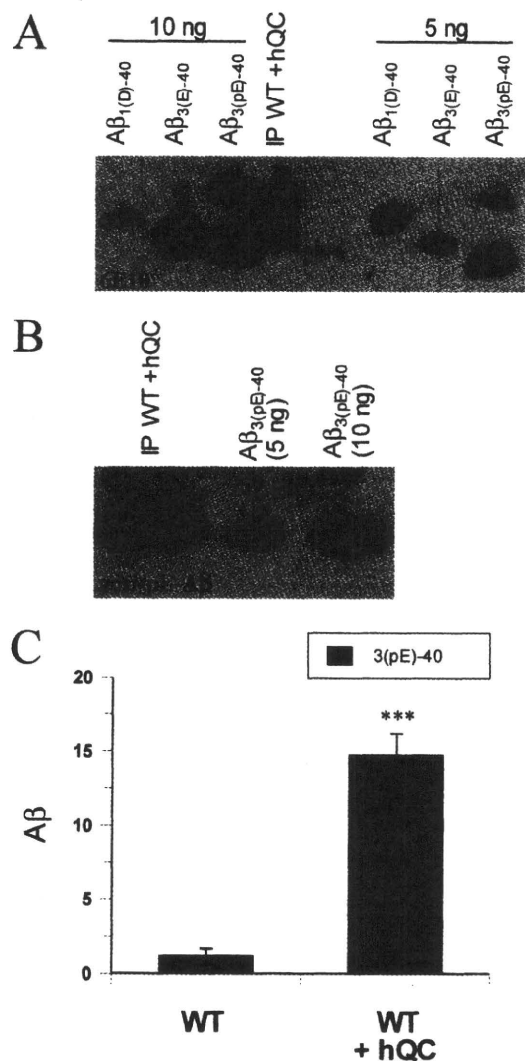 A
10 ng
5 ng
Aβ1(D)-40
Aβ3(E)-40
Aβ3(pE)-40
IP WT +hQC
Aβ1(D)-40
Aβ3(E)-40
Aβ3(pE)-40
B
IP WT +hQC
Aβ3(pE)-40
(5 ng)
Aβ3(pE)-40
(10 ng)
C
3(pE)-40
20
15
10
5
0
Aβ
***
WT
WT
+ hQC